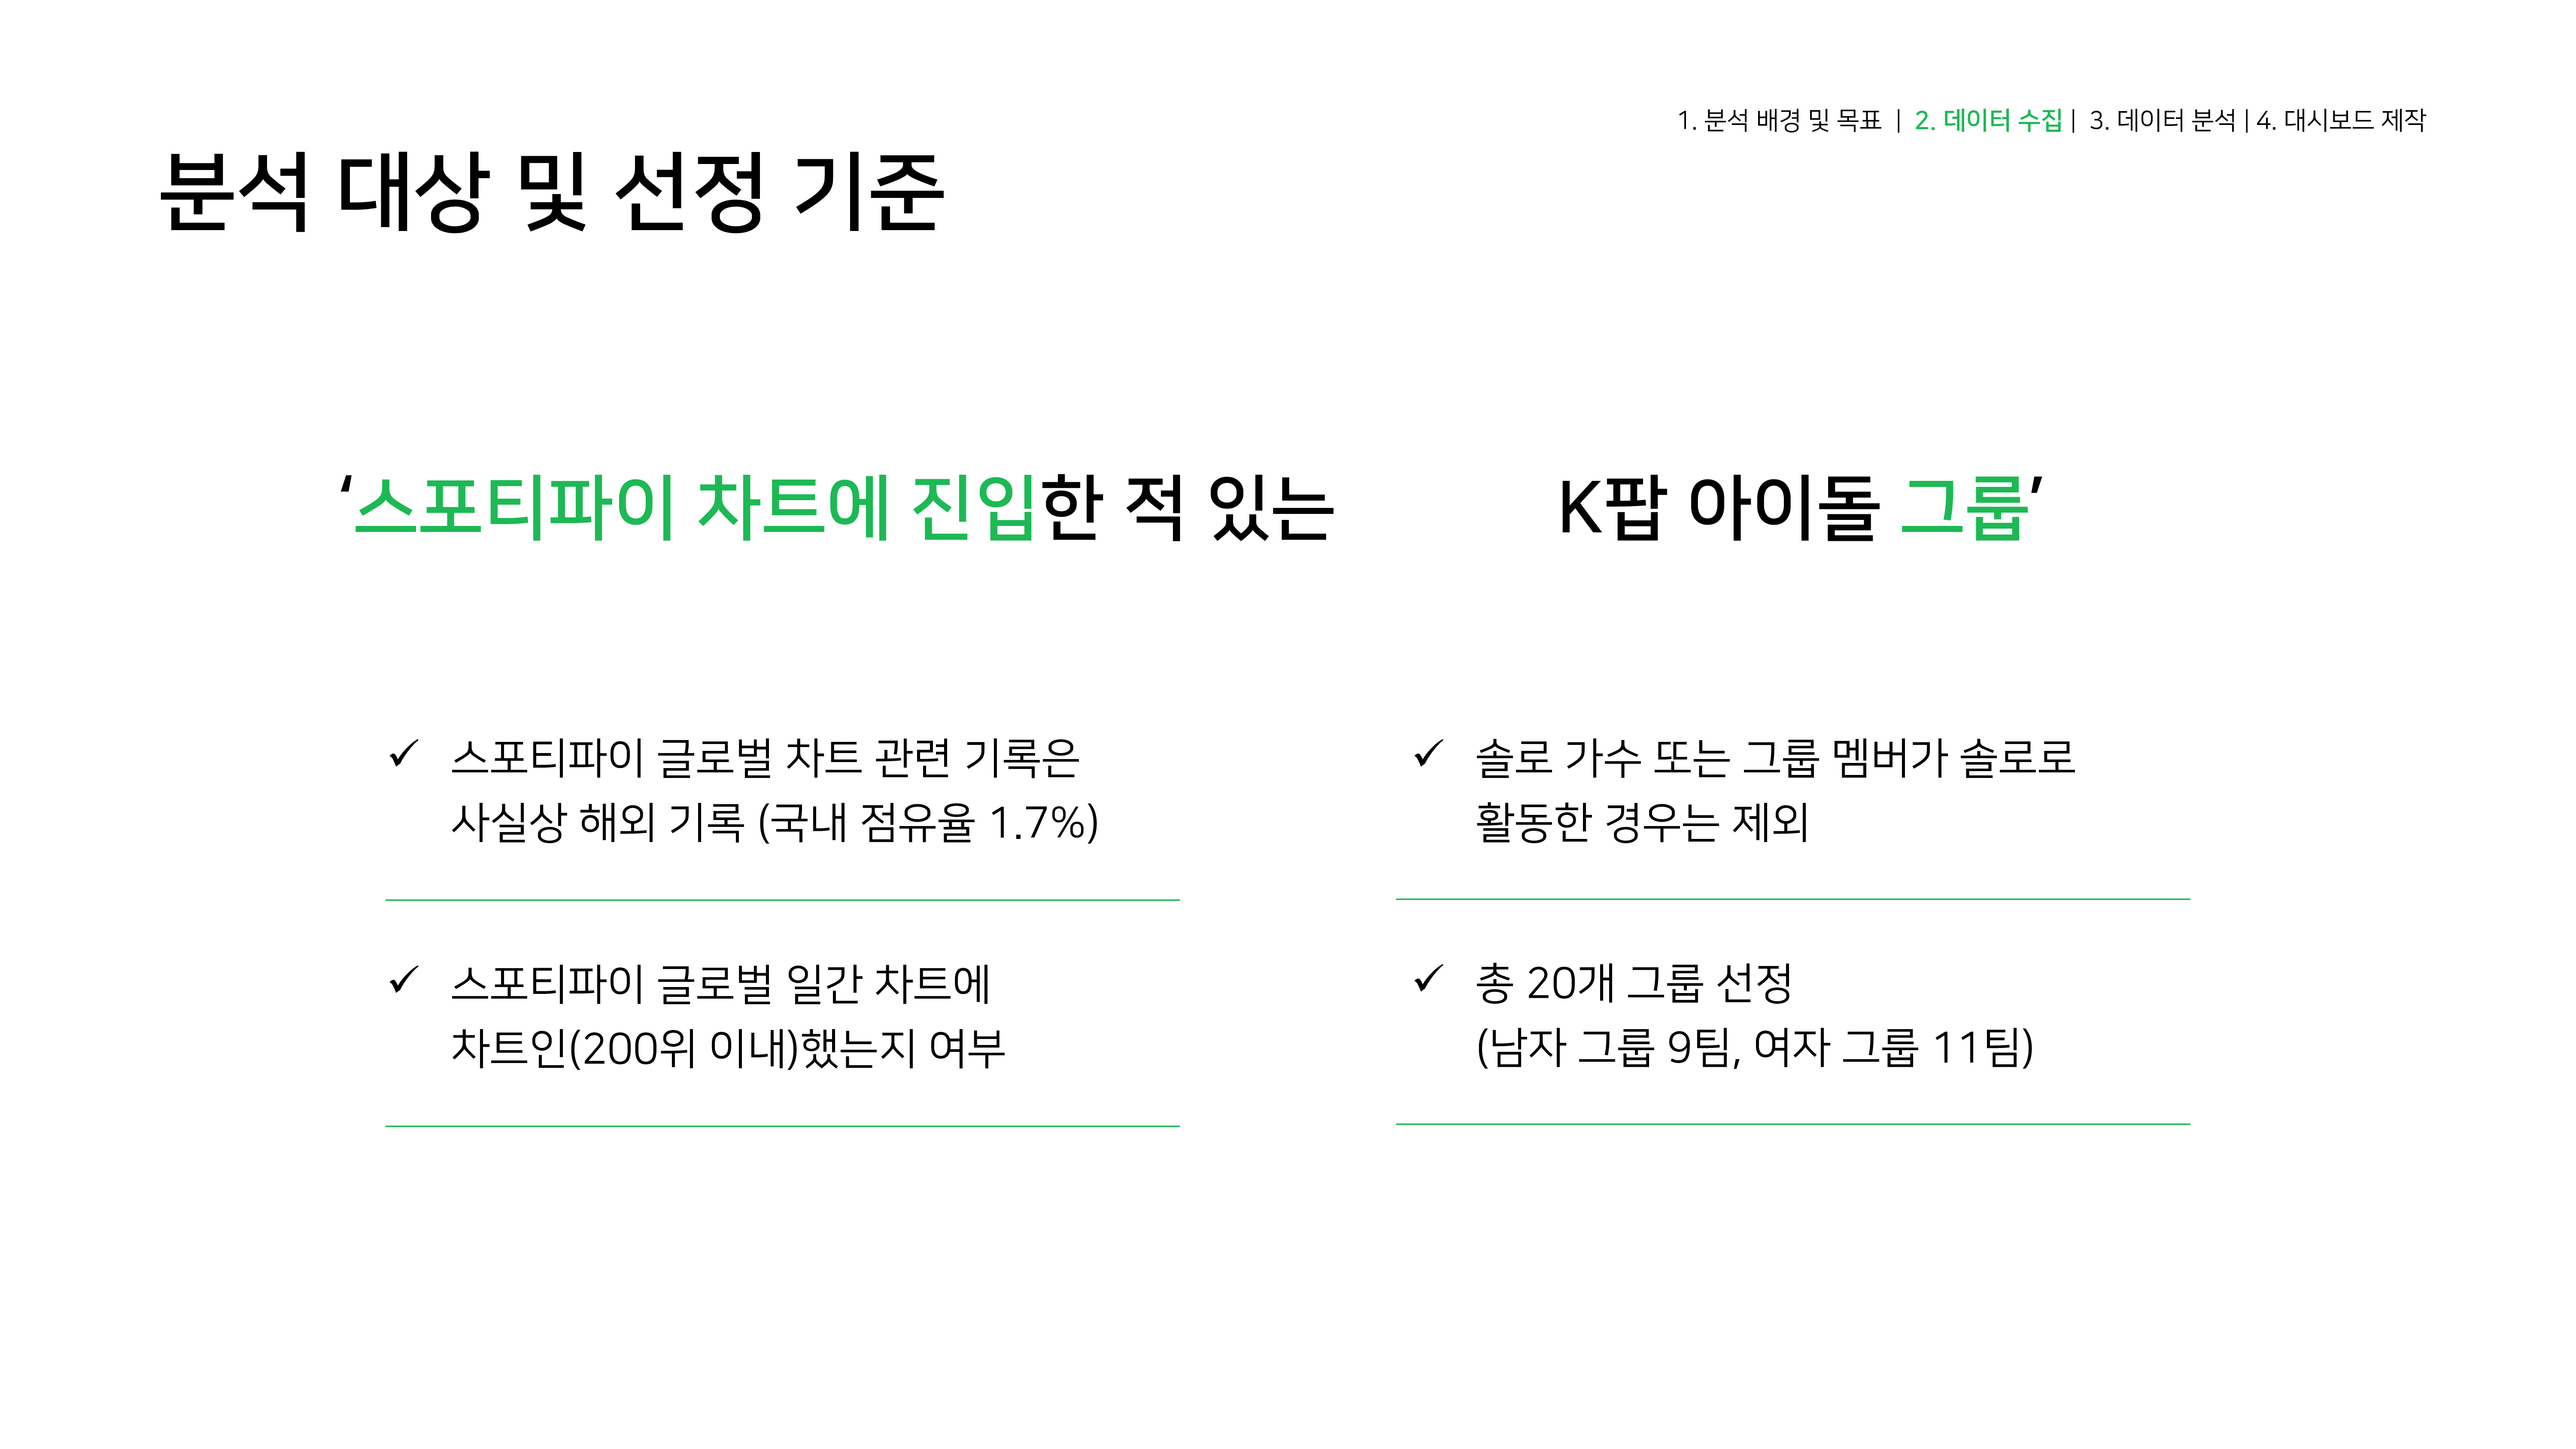 1. 분석 배경 및 목표 | 2. 데이터 수집 | 3. 데이터 분석 | 4. 대시보드 제작
분석 대상 및 선정 기준
‘스포티파이 차트에 진입한 적 있는 K팝 아이돌 그룹’
✓ 스포티파이 글로벌 차트 관련 기록은
사실상 해외 기록 (국내 점유율 1.7%)
✓ 스포티파이 글로벌 일간 차트에
차트인(200위 이내)했는지 여부
✓ 솔로 가수 또는 그룹 멤버가 솔로로
활동한 경우는 제외
✓ 총 20개 그룹 선정
(남자 그룹 9팀, 여자 그룹 11팀)